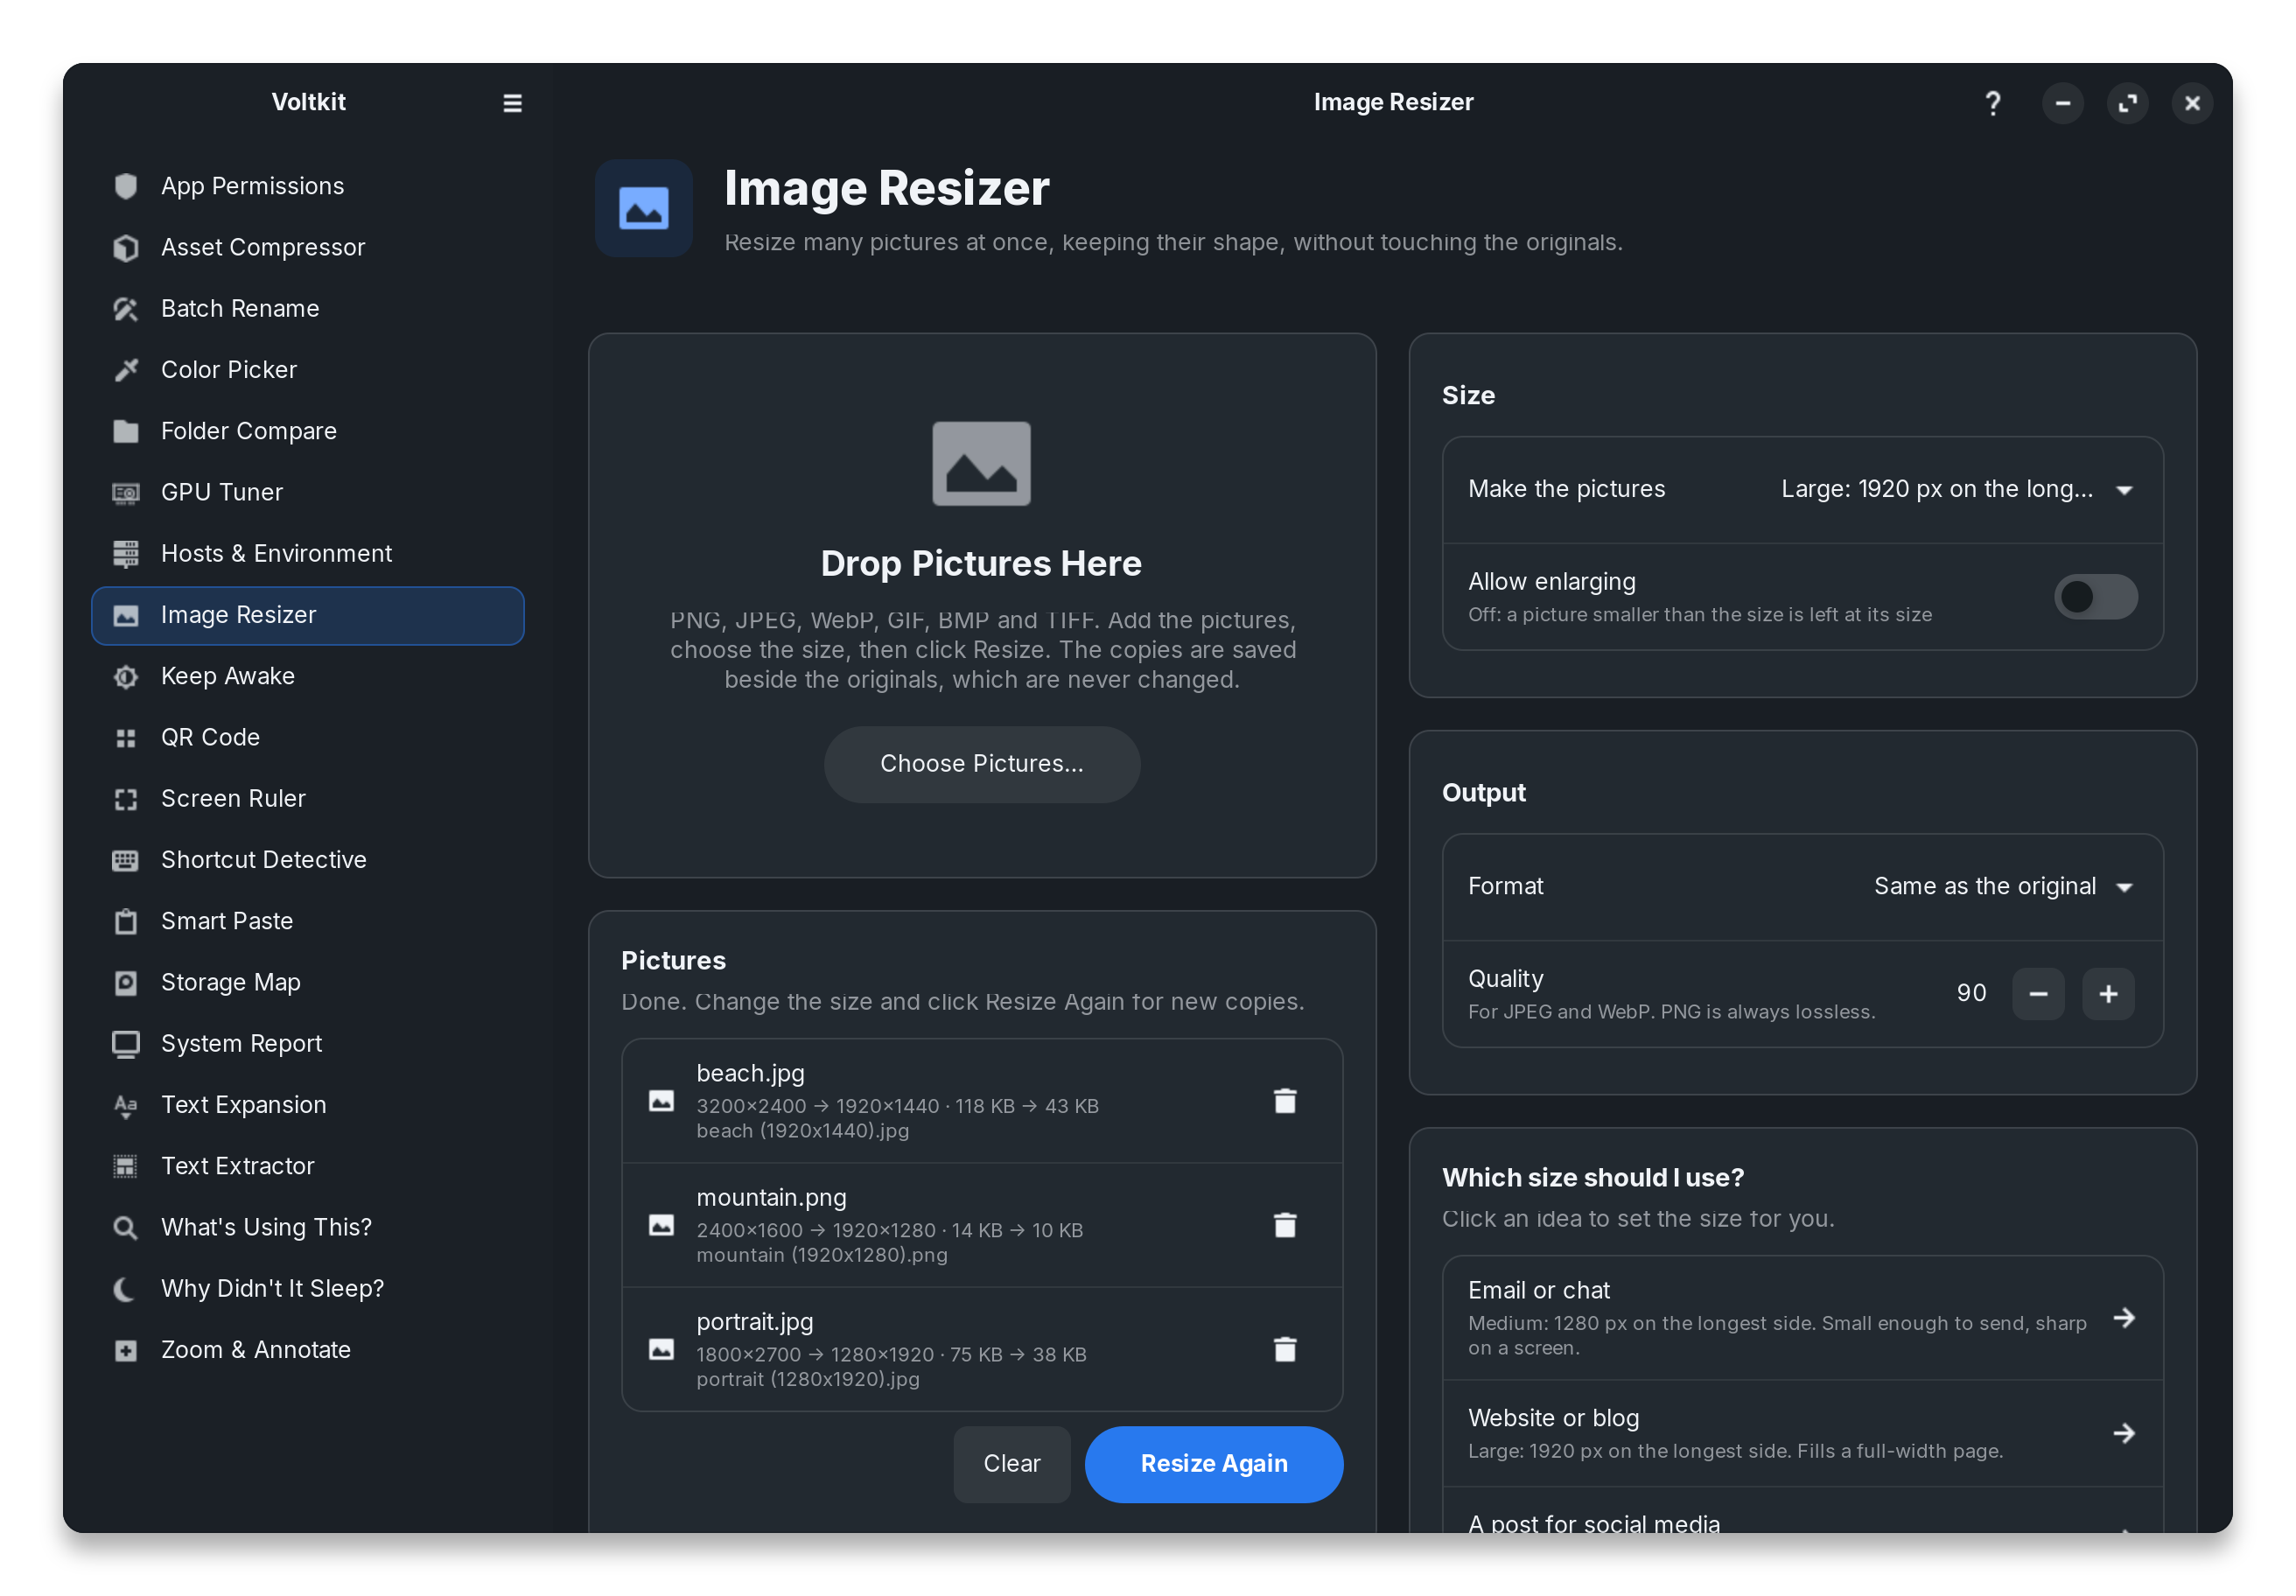 Voltkit
Image Resizer
?
App Permissions
Asset Compressor
Batch Rename
Color Picker
Folder Compare
GPU Tuner
Hosts & Environment
Image Resizer
Keep Awake
QR Code
Screen Ruler
Shortcut Detective
Smart Paste
Storage Map
System Report
Text Expansion
Text Extractor
What's Using This?
Why Didn't It Sleep?
Zoom & Annotate
Image Resizer
Resize many pictures at once, keeping their shape, without touching the originals.
Drop Pictures Here
PNG, JPEG, WebP, GIF, BMP and TIFF. Add the pictures,
choose the size, then click Resize. The copies are saved
beside the originals, which are never changed.
Choose Pictures...
Pictures
Done. Change the size and click Resize Again for new copies.
beach.jpg
3200×2400 → 1920×1440 · 118 KB → 43 KB
beach (1920x1440).jpg
mountain.png
2400×1600 → 1920×1280 · 14 KB → 10 KB
mountain (1920x1280).png
portrait.jpg
1800×2700 → 1280×1920 · 75 KB → 38 KB
portrait (1280x1920).jpg
Clear
Resize Again
Size
Make the pictures
Large: 1920 px on the long...
Allow enlarging
Off: a picture smaller than the size is left at its size
Output
Format
Same as the original
Quality
For JPEG and WebP. PNG is always lossless.
90
Which size should I use?
Click an idea to set the size for you.
Email or chat
Medium: 1280 px on the longest side. Small enough to send, sharp
on a screen.
Website or blog
Large: 1920 px on the longest side. Fills a full-width page.
A post for social media